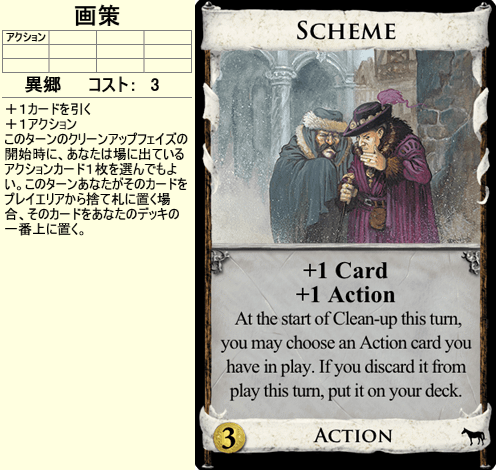 画策
アクション
異郷 コスト： 3
＋１カードを引く
＋１アクション
このターンのクリーンアップフェイズの
開始時に、あなたは場に出ている
アクションカード１枚を選んでもよ
い。このターンあなたがそのカードを
プレイエリアから捨て札に置く場
合、そのカードをあなたのデッキの
一番上に置く。
SCHEME
+1 Card
+1 Action
At the start of Clean-up this turn,
you may choose an Action card you
have in play. If you discard it from
play this turn, put it on your deck.
3
ACTION